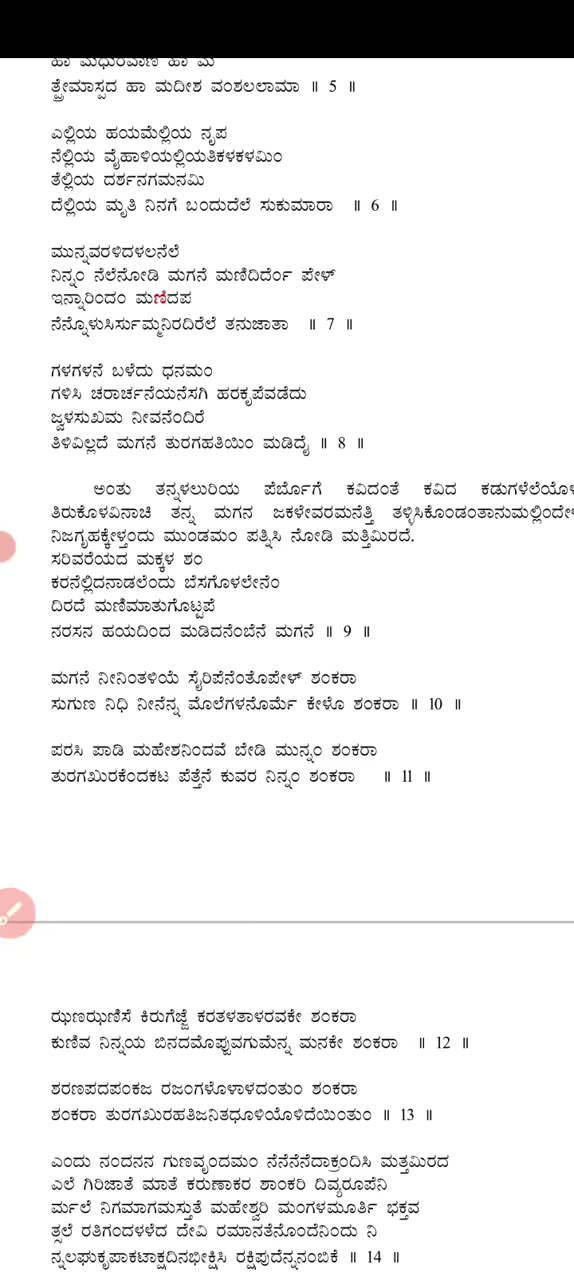 ಹಾ ಮಧುರವಾಣಿ ಹಾ ಮ
ತ್ಪ್ರೇಮಾಸ್ಪದ ಹಾ ಮದೀಶ ವಂಶಲಲಾಮಾ ॥ 5 ॥
ಎಲ್ಲಿಯ ಹಯಮೆಲ್ಲಿಯ ನೃಪ
ನೆಲ್ಲಿಯ ವೈಹಾಳಿಯಲ್ಲಿಯತಿಕಳಕಳಮಿಂ
ತೆಲ್ಲಿಯ ದರ್ಶನಗಮನಮಿ
ದೆಲ್ಲಿಯ ಮೃತಿ ನಿನಗೆ ಬಂದುದೆಲೆ ಸುಕುಮಾರಾ ॥ 6 ॥
ಮುನ್ನವರಳಿದಳಲನೆಲೆ
ನಿನ್ನಂ ನೆಲೆನೋಡಿ ಮಗನೆ ಮಣಿದಿರ್ದೆಂ ಪೇಳ್
ಇನ್ನಾರಿಂದಂ ಮಣಿದಪ
ನೆನ್ನೊಳುಸಿರ್ಸುಮ್ಮನಿರದಿರೆಲೆ ತನುಜಾತಾ ॥ 7 ॥
ಗಳಗಳನೆ ಬಳೆದು ಧನಮಂ
ಗಳಿಸಿ ಚರಾರ್ಚನೆಯನೆಸಗಿ ಹರಕೃಪೆವಡೆದು
ಜ್ವಳಸುಖಮ ನೀವನೆಂದಿರೆ
ತಿಳಿವಿಲ್ಲದೆ ಮಗನೆ ತುರಗಹತಿಯಿಂ ಮಡಿದೈ ॥ 8 ॥
ಅಂತು ತನ್ನಳಲುರಿಯ ಪೆರ್ಬೊಗೆ ಕವಿದಂತೆ ಕವಿದ ಕಡುಗಳೆಲೆಯೊಳ
ತಿರುಕೊಳವಿನಾಚಿ ತನ್ನ ಮಗನ ಜಕಳೇವರಮನೆತ್ತಿ ತಳ್ಳಿಸಿಕೊಂಡಂತಾನುಮಲ್ಲಿಂದೇಳ
ನಿಜಗೃಹಕ್ಕೇಳ್ತಂದು ಮುಂಡಮಂ ಪತ್ನಿಸಿ ನೋಡಿ ಮತ್ತಿಮಿರದೆ.
ಸರಿವರೆಯದ ಮಕ್ಕಳ ಶಂ
ಕರನೆಲ್ಲಿದನಾಡಲೆಂದು ಬೆಸಗೊಳಲೇನೆಂ
ದಿರದೆ ಮಣಿಮಾತುಗೊಟ್ಟಪೆ
ನರಸನ ಹಯದಿಂದ ಮಡಿದನೆಂಬೆನೆ ಮಗನೆ ॥ 9 ॥
ಮಗನೆ ನೀನಿಂತಳಿಯೆ ಸೈರಿಪೆನೆಂತೊಪೇಳ್ ಶಂಕರಾ
ಸುಗುಣ ನಿಧಿ ನೀನೆನ್ನ ಮೊಲೆಗಳನೊರ್ಮೆ ಕೇಳೊ ಶಂಕರಾ ॥ 10 ॥
ಪರಸಿ ಪಾಡಿ ಮಹೇಶನಿಂದವೆ ಬೇಡಿ ಮುನ್ನಂ ಶಂಕರಾ
ತುರಗಖುರಕೆಂದಕಟ ಪೆತ್ತೆನೆ ಕುವರ ನಿನ್ನಂ ಶಂಕರಾ ॥ 11 ॥
ಝಣಝಣಿಸೆ ಕಿರುಗೆಜ್ಜೆ ಕರತಳತಾಳರವಕೇ ಶಂಕರಾ
ಕುಣಿವ ನಿನ್ನಯ ಬಿನದಮೊಪ್ಪುವಗುಮೆನ್ನ ಮನಕೇ ಶಂಕರಾ ॥ 12 ॥
ಶರಣಪದಪಂಕಜ ರಜಂಗಳೊಳಾಳದಂತುಂ ಶಂಕರಾ
ಶಂಕರಾ ತುರಗಖುರಹತಿಜನಿತಧೂಳಿಯೊಳಿದೆಯಿಂತುಂ ॥ 13 ॥
ಎಂದು ನಂದನನ ಗುಣವೃಂದಮಂ ನೆನೆನೆನೆದಾಕ್ರಂದಿಸಿ ಮತ್ತಮಿರದ
ಎಲೆ ಗಿರಿಜಾತೆ ಮಾತೆ ಕರುಣಾಕರ ಶಾಂಕರಿ ದಿವ್ಯರೂಪೆನಿ
ರ್ಮಲೆ ನಿಗಮಾಗಮಸ್ತುತೆ ಮಹೇಶ್ವರಿ ಮಂಗಳಮೂರ್ತಿ ಭಕ್ತವ
ತ್ಸಲೆ ರತಿಗಂದಳಳೆದ ದೇವಿ ರಮಾನತೆನೊಂದೆನಿಂದು ನಿ
ನ್ನಲಘುಕೃಪಾಕಟಾಕ್ಷದಿನಭೀಕ್ಷಿಸಿ ರಕ್ಷಿಪುದೆನ್ನನಂಬಿಕೆ ॥ 14 ॥